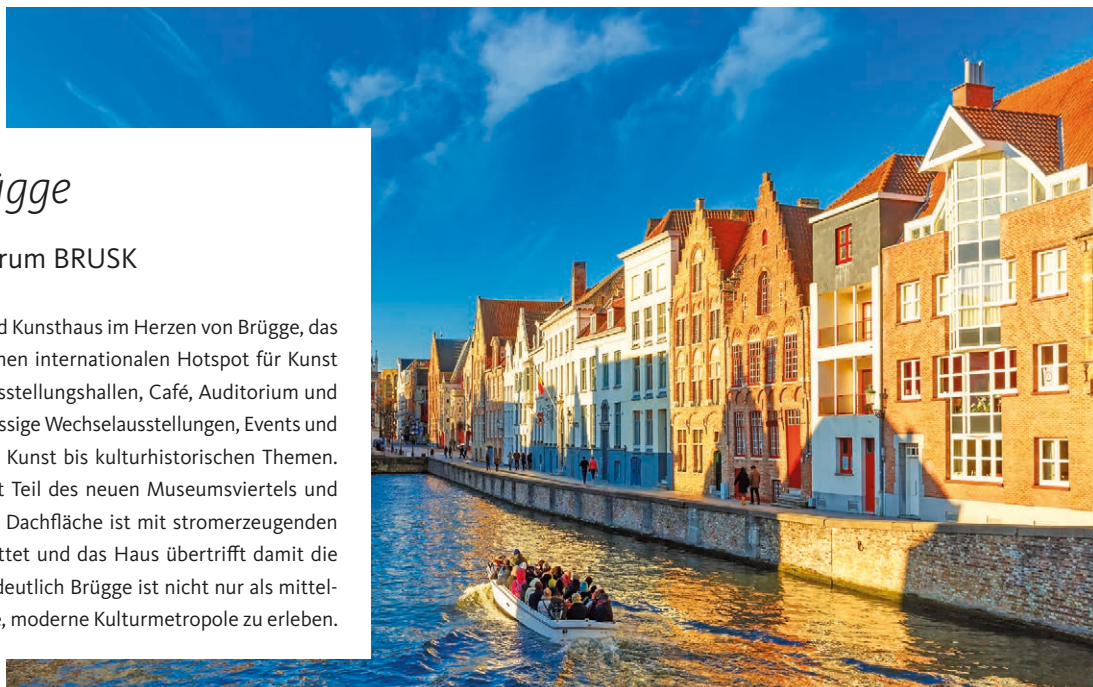 ügge
rum BRUSK
d Kunsthaus im Herzen von Brügge, das
nen internationalen Hotspot für Kunst
sstellungshallen, Café, Auditorium und
ssige Wechselausstellungen, Events und
Kunst bis kulturhistorischen Themen.
t Teil des neuen Museumsviertels und
Dachfläche ist mit stromerzeugenden
ttet und das Haus übertrifft damit die
deutlich Brügge ist nicht nur als mittel-
e, moderne Kulturmetropole zu erleben.